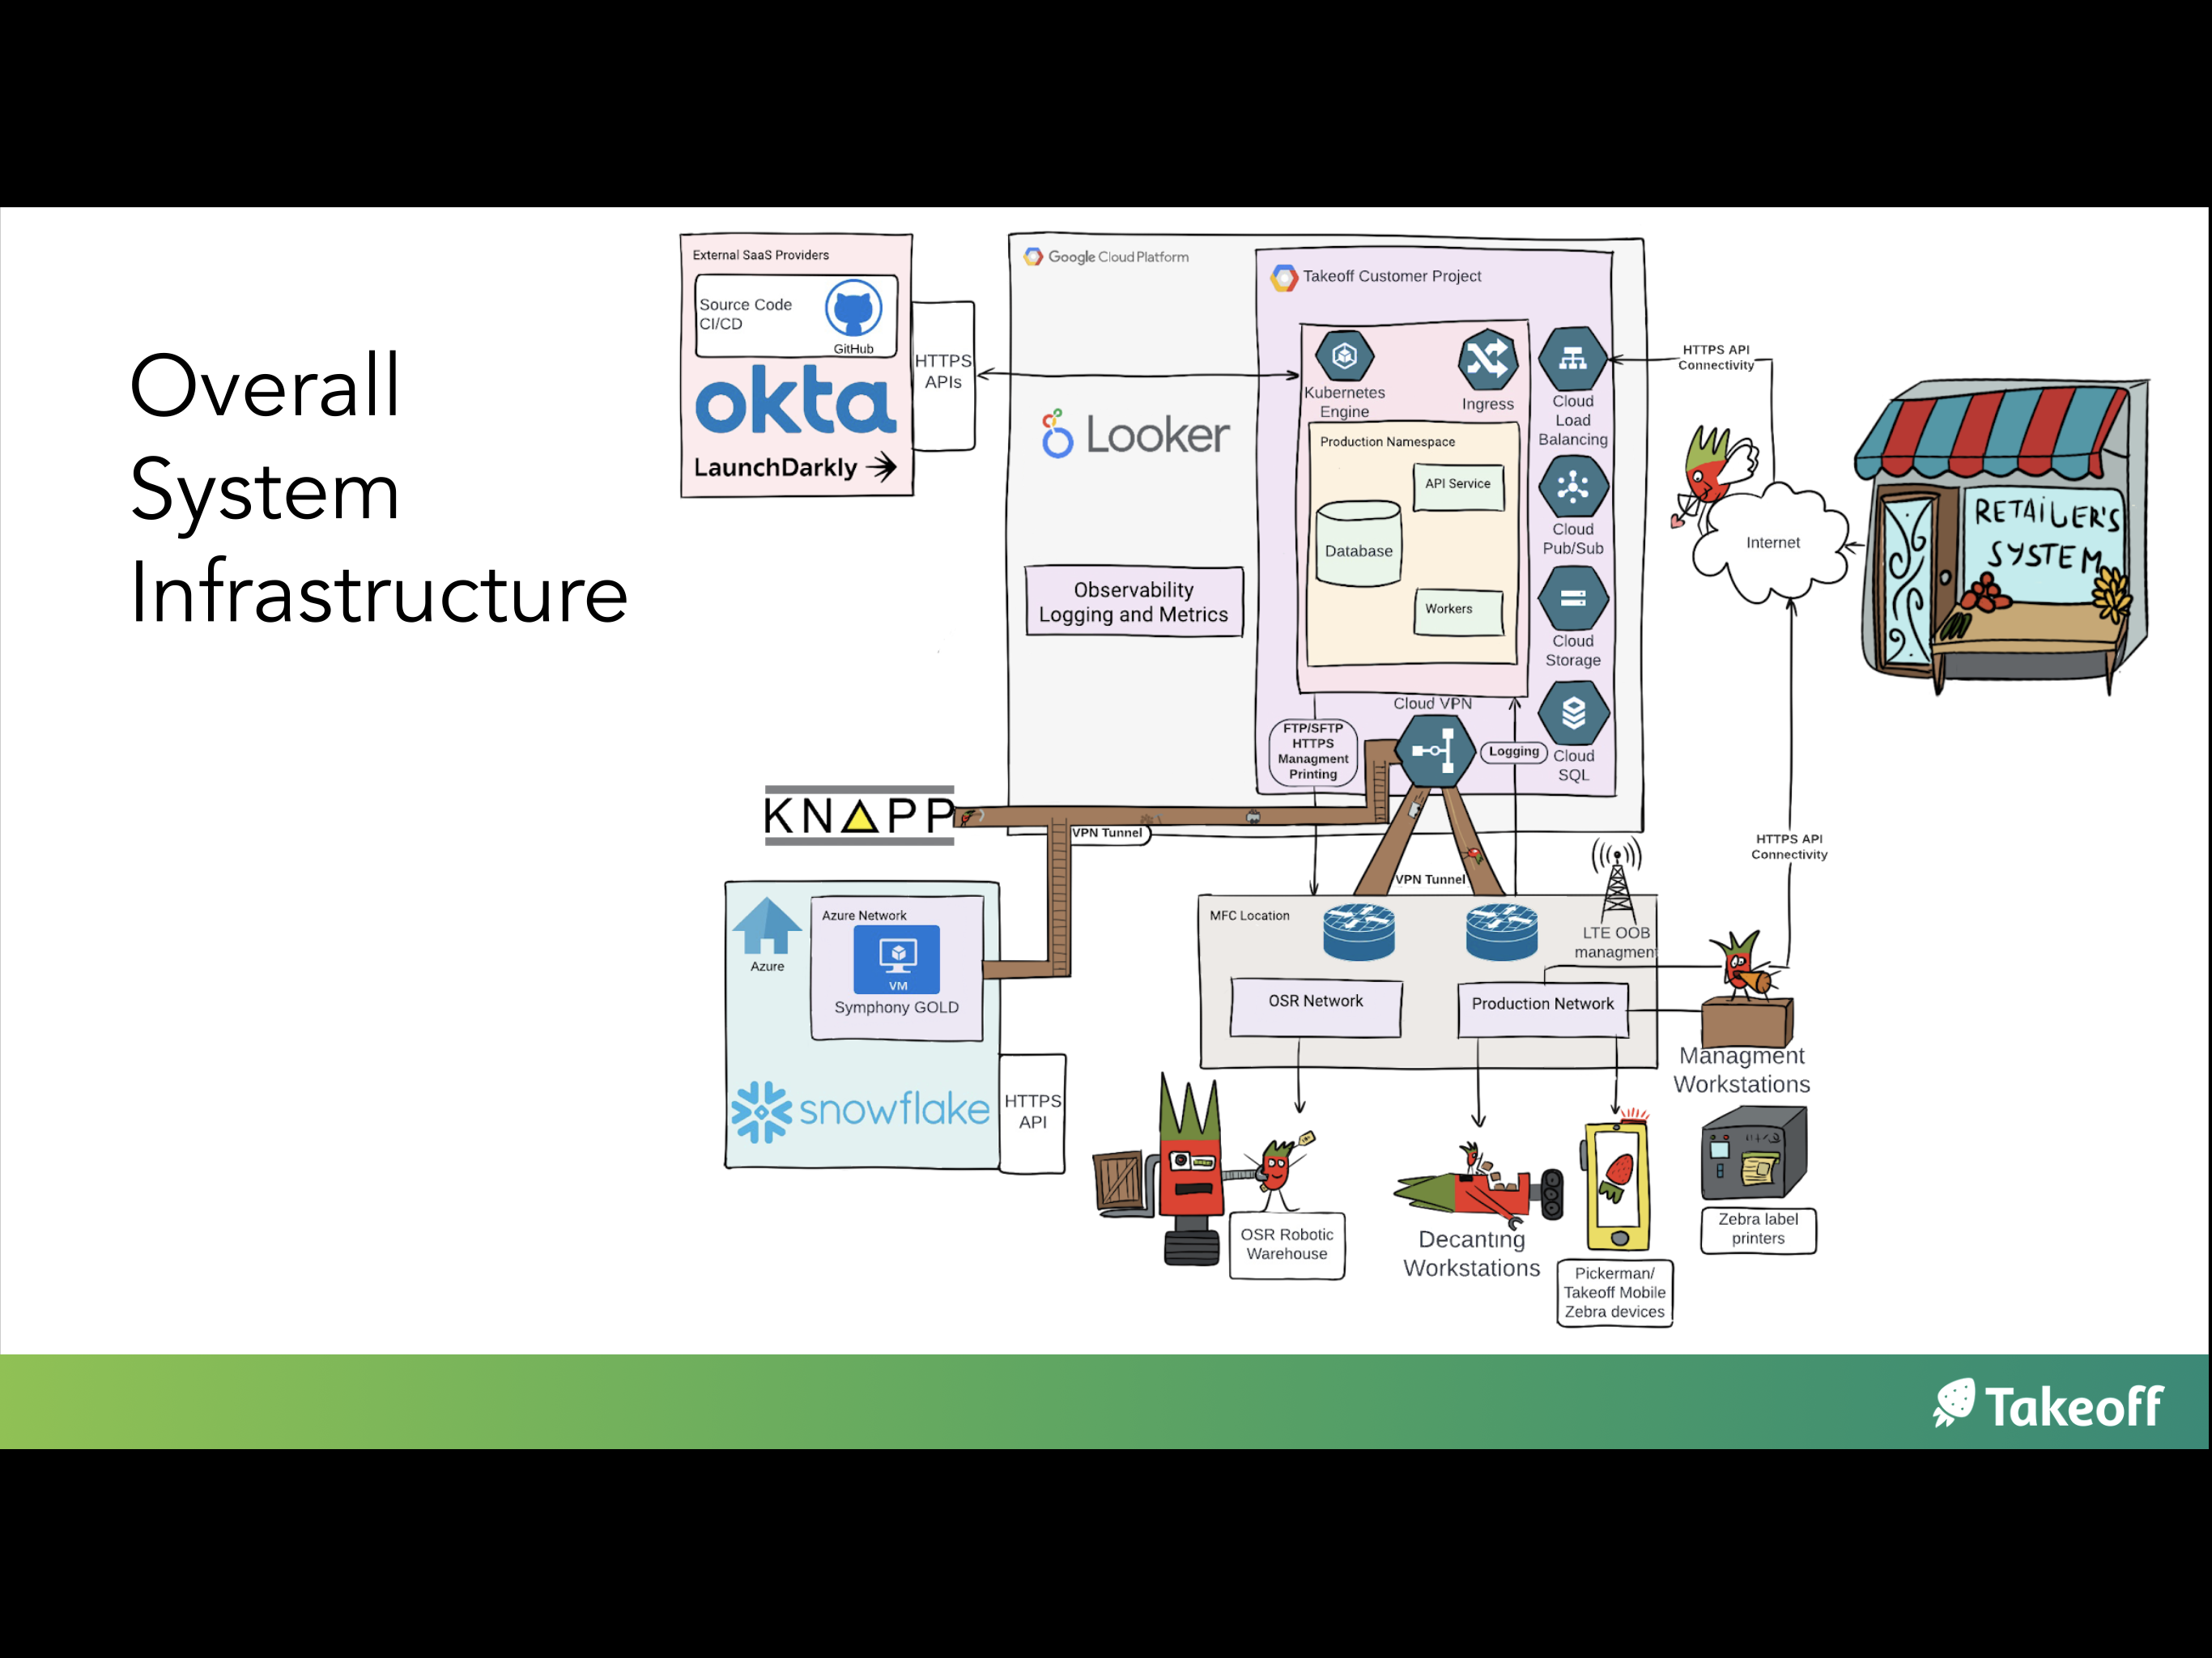 Overall
System
Infrastructure
External SaaS Providers
Source Code
CI/CD
GitHub
okta
LaunchDarkly
HTTPS
APIs
Google Cloud Platform
Looker
Observability
Logging and Metrics
Takeoff Customer Project
Kubernetes
Engine
Ingress
Production Namespace
API Service
Database
Workers
Cloud
Load
Balancing
Cloud
Pub/Sub
Cloud
Storage
Cloud
SQL
Cloud VPN
FTP/SFTP
HTTPS
Managment
Printing
Logging
HTTPS API
Connectivity
Internet
RETAILER'S
SYSTEM
HTTPS API
Connectivity
KNAPP
VPN Tunnel
VPN Tunnel
Azure
Azure Network
VM
Symphony GOLD
snowflake
HTTPS
API
MFC Location
LTE OOB
managment
OSR Network
Production Network
Managment
Workstations
OSR Robotic
Warehouse
Decanting
Workstations
Pickerman/
Takeoff Mobile
Zebra devices
Zebra label
printers
Takeoff